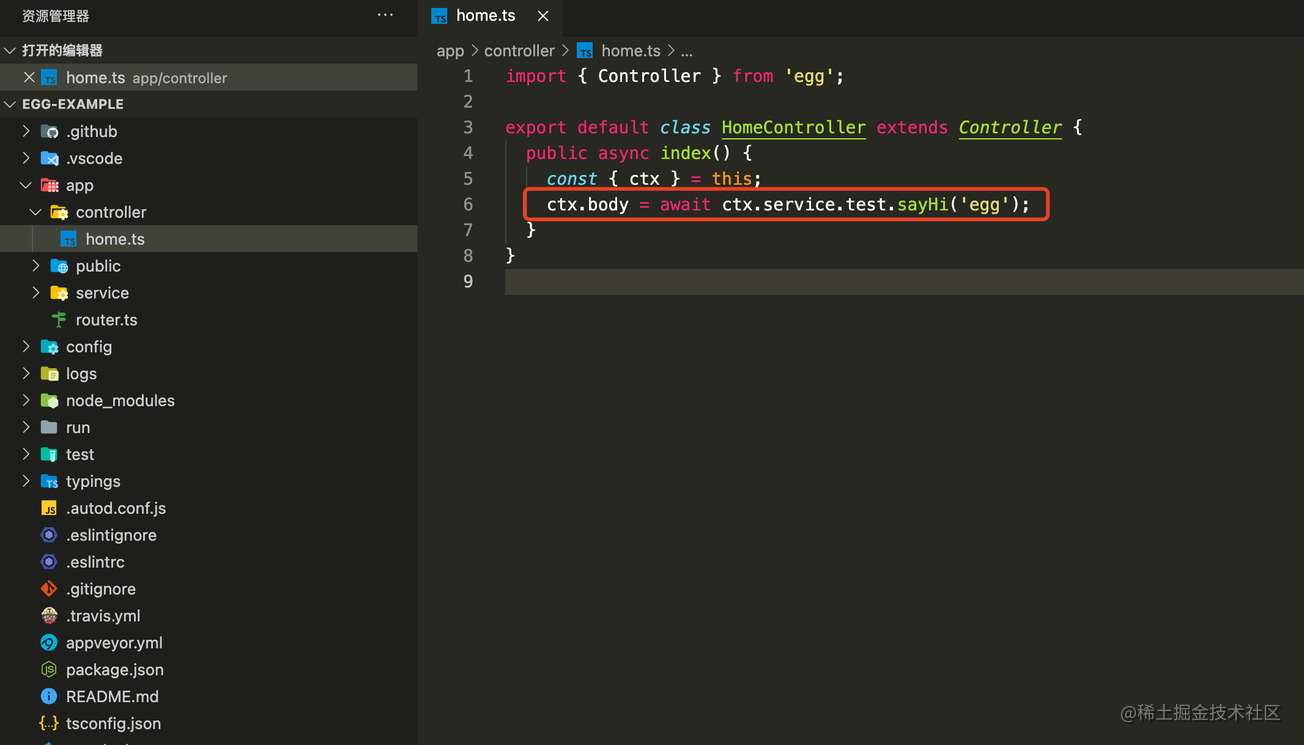 资源管理器
···
打开的编辑器
home.ts app/controller
EGG-EXAMPLE
.github
.vscode
app
controller
home.ts
public
service
router.ts
config
logs
node_modules
run
test
typings
.autod.conf.js
.eslintignore
.eslintrc
.gitignore
.travis.yml
appveyor.yml
package.json
README.md
tsconfig.json
home.ts
app > controller > home.ts > ...
1 import { Controller } from 'egg';
2
3 export default class HomeController extends Controller {
4 public async index() {
5 const { ctx } = this;
6 ctx.body = await ctx.service.test.sayHi('egg');
7 }
8 }
9
@稀土掘金技术社区